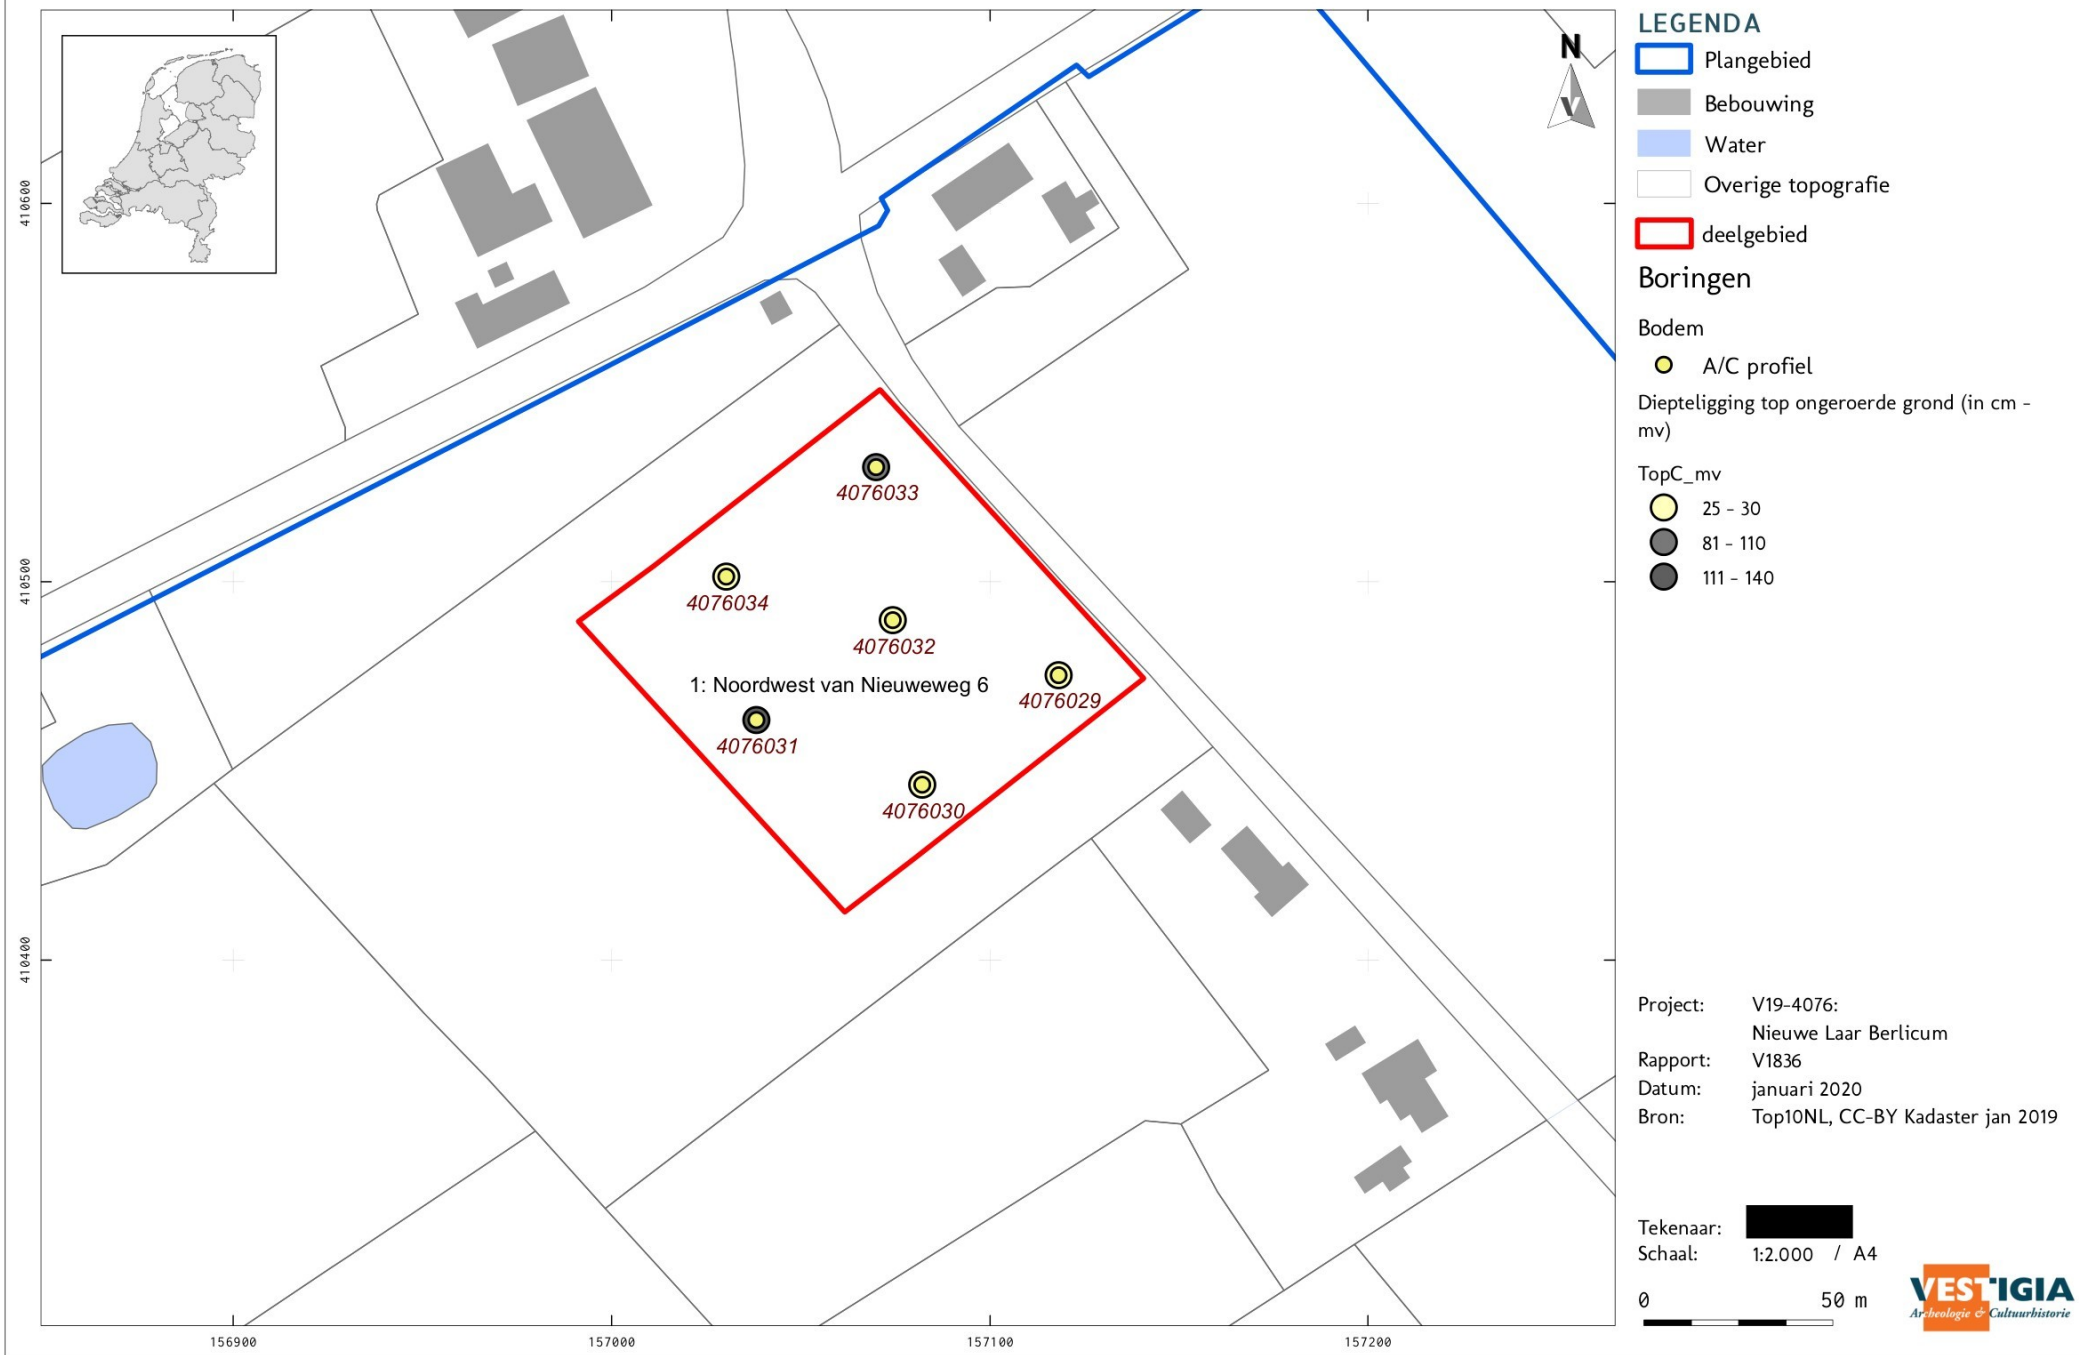 LEGENDA
Plangebied
Bebouwing
Water
Overige topografie
deelgebied
Boringen
Bodem
A/C profiel
Diepteligging top ongeroerde grond (in cm -
mv)
TopC_mv
25 - 30
81 - 110
111 - 140
N
V
410600
410500
410400
156900
157000
157100
157200
4076033
4076034
4076032
1: Noordwest van Nieuweweg 6
4076029
4076031
4076030
Project: V19-4076:
Nieuwe Laar Berlicum
Rapport: V1836
Datum: januari 2020
Bron: Top10NL, CC-BY Kadaster jan 2019
Tekenaar:
Schaal: 1:2.000 / A4
0 50 m
VESTIGIA
Archeologie & Cultuurhistorie